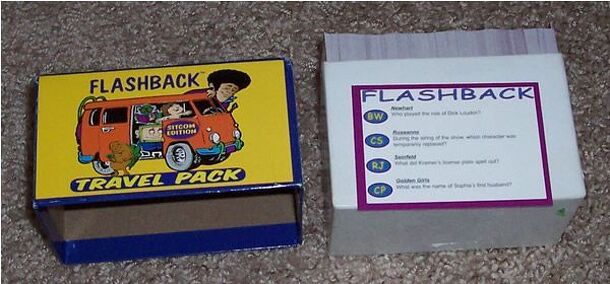 FLASHBACK™
SITCOM
EDITION
TRAVEL PACK
FLASHBACK
BW
Newhart
Who played the role of Dick Loudon?
CS
Roseanne
During the airing of the show, which character was
temporarily replaced?
RJ
Seinfeld
What did Kramer's license plate spell out?
CP
Golden Girls
What was the name of Sophia's first husband?